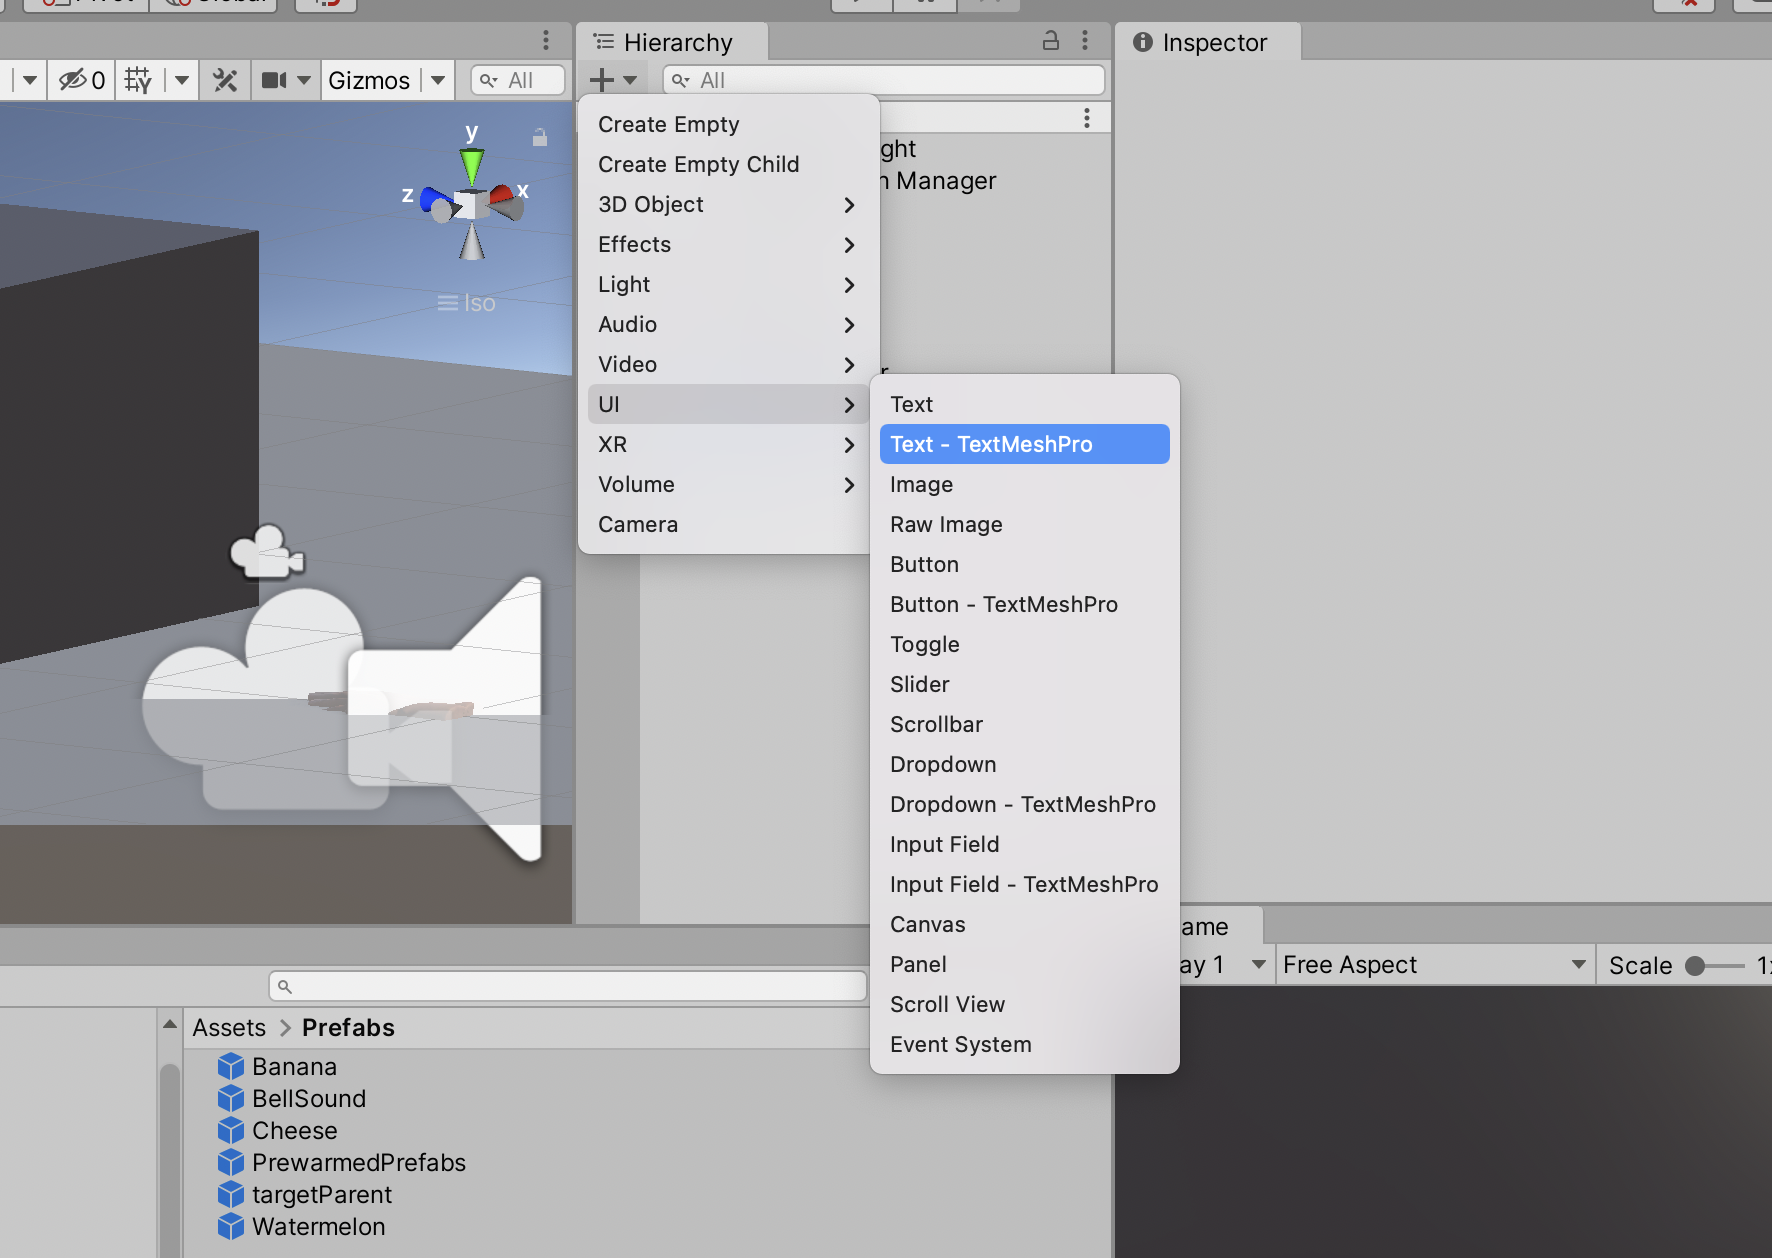 Pivot
Global
Hierarchy
Inspector
0
Gizmos
All
All
Create Empty
Create Empty Child
3D Object
Effects
Light
Audio
Video
UI
XR
Volume
Camera
ght
n Manager
y
z
x
Iso
Text
Text - TextMeshPro
Image
Raw Image
Button
Button - TextMeshPro
Toggle
Slider
Scrollbar
Dropdown
Dropdown - TextMeshPro
Input Field
Input Field - TextMeshPro
Canvas
Panel
Scroll View
Event System
ame
ay 1
Free Aspect
Scale
1x
Assets > Prefabs
Banana
BellSound
Cheese
PrewarmedPrefabs
targetParent
Watermelon